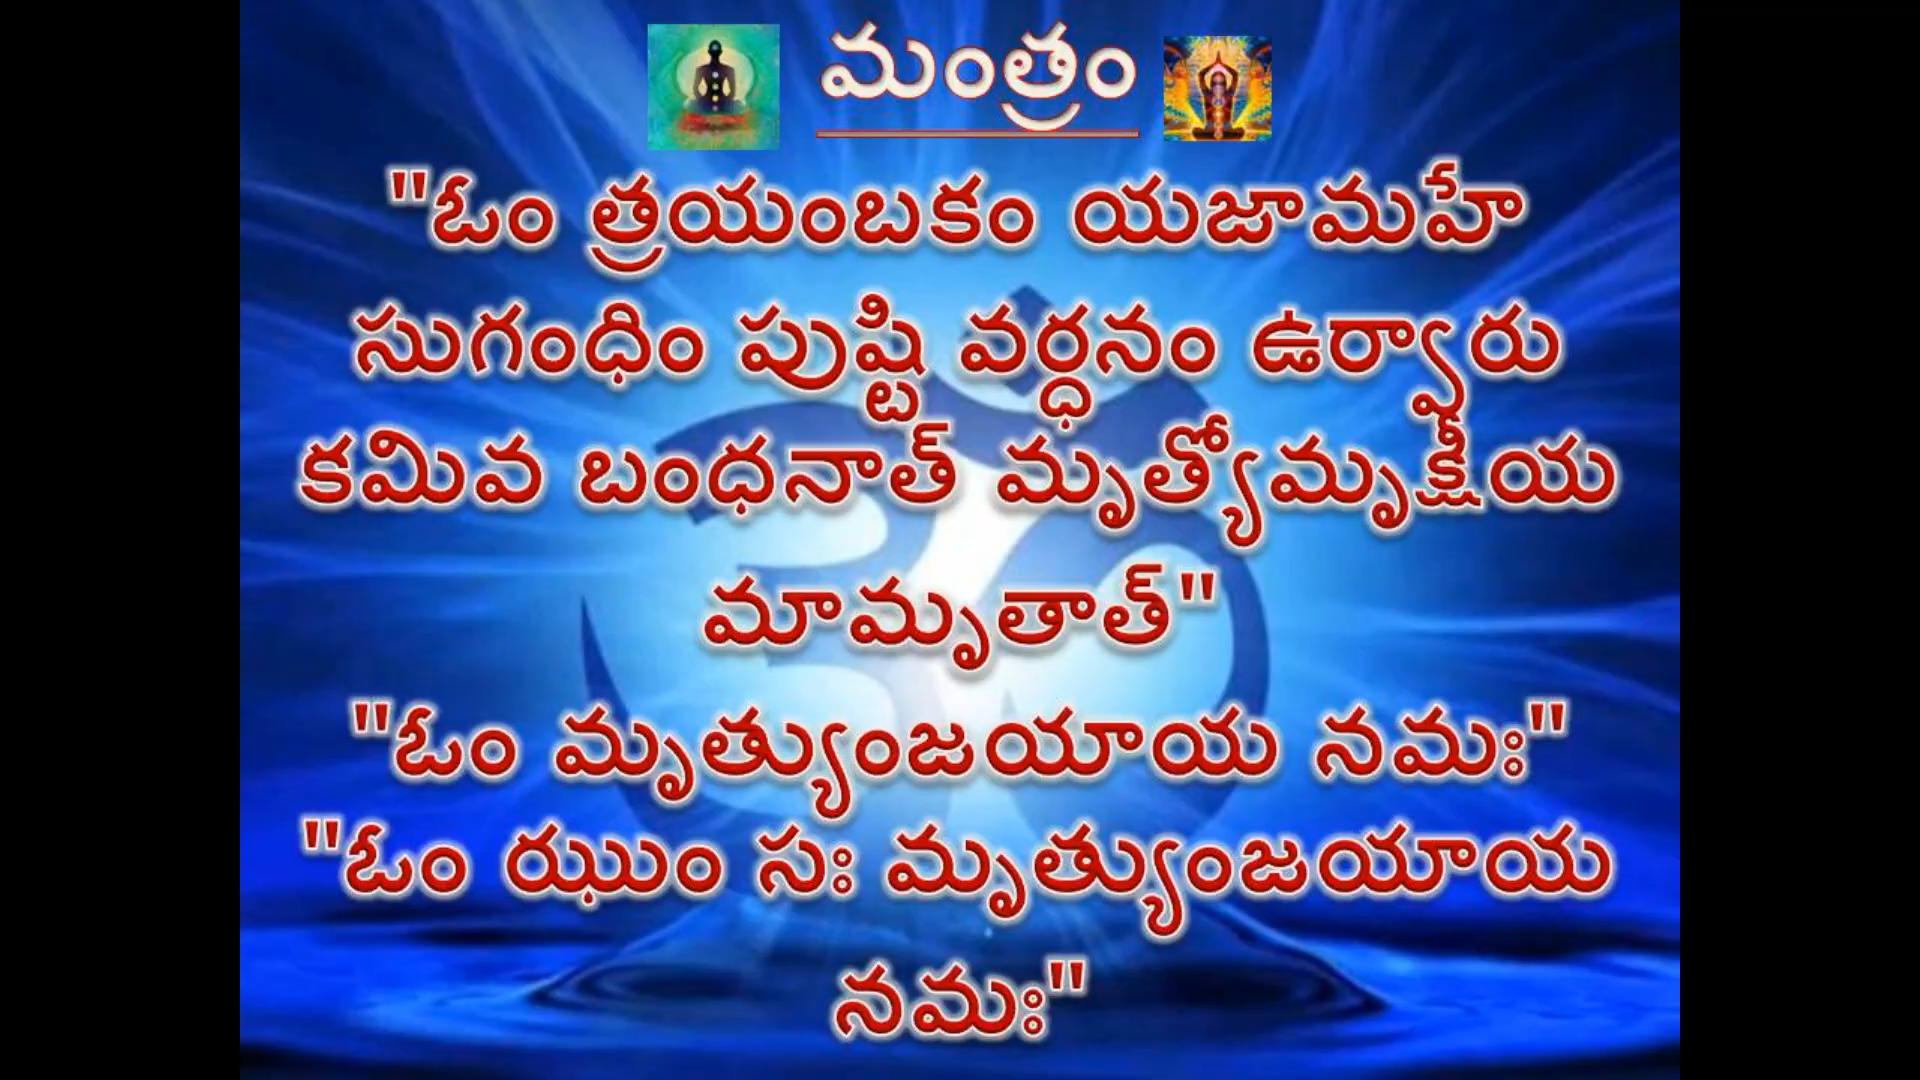 మంత్రం
"ఓం త్రయంబకం యజామహే
సుగంధిం పుష్టి వర్ధనం ఉర్వారు
కమివ బంధనాత్ మృత్యోమృక్షీయ
మామృతాత్"
"ఓం మృత్యుంజయాయ నమః"
"ఓం ఝుం సః మృత్యుంజయాయ
నమః"